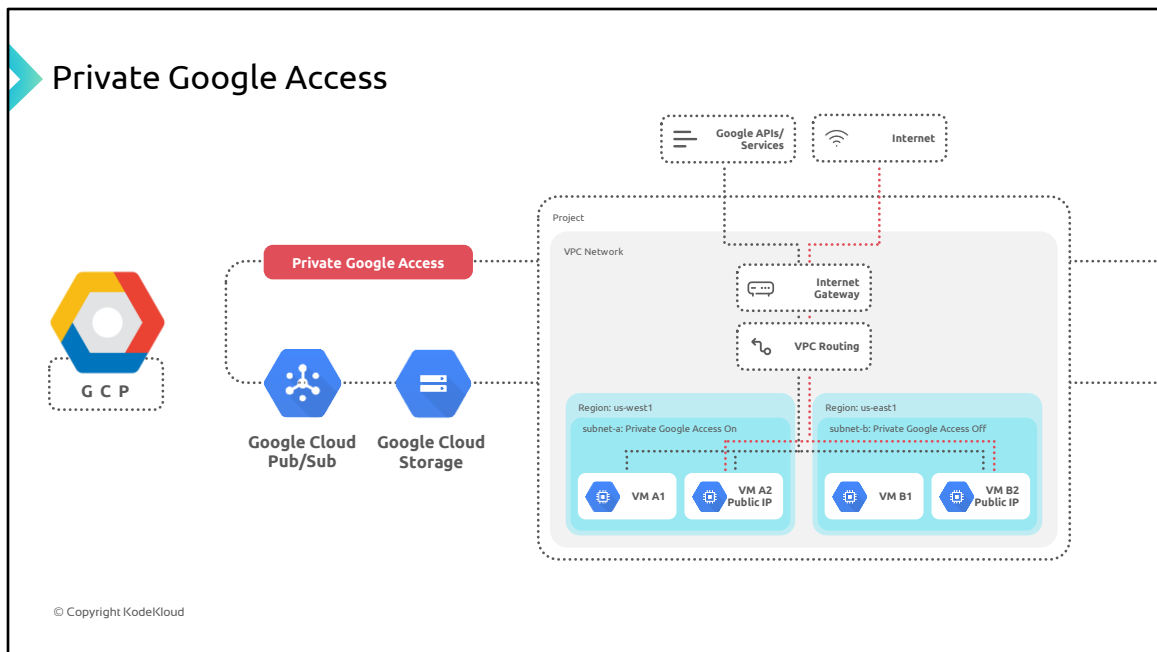 Private Google Access
Google APIs/
Services
Internet
Project
VPC Network
Private Google Access
Internet
Gateway
VPC Routing
G C P
Google Cloud
Pub/Sub
Google Cloud
Storage
Region: us-west1
subnet-a: Private Google Access On
VM A1
VM A2
Public IP
Region: us-east1
subnet-b: Private Google Access Off
VM B1
VM B2
Public IP
© Copyright KodeKloud